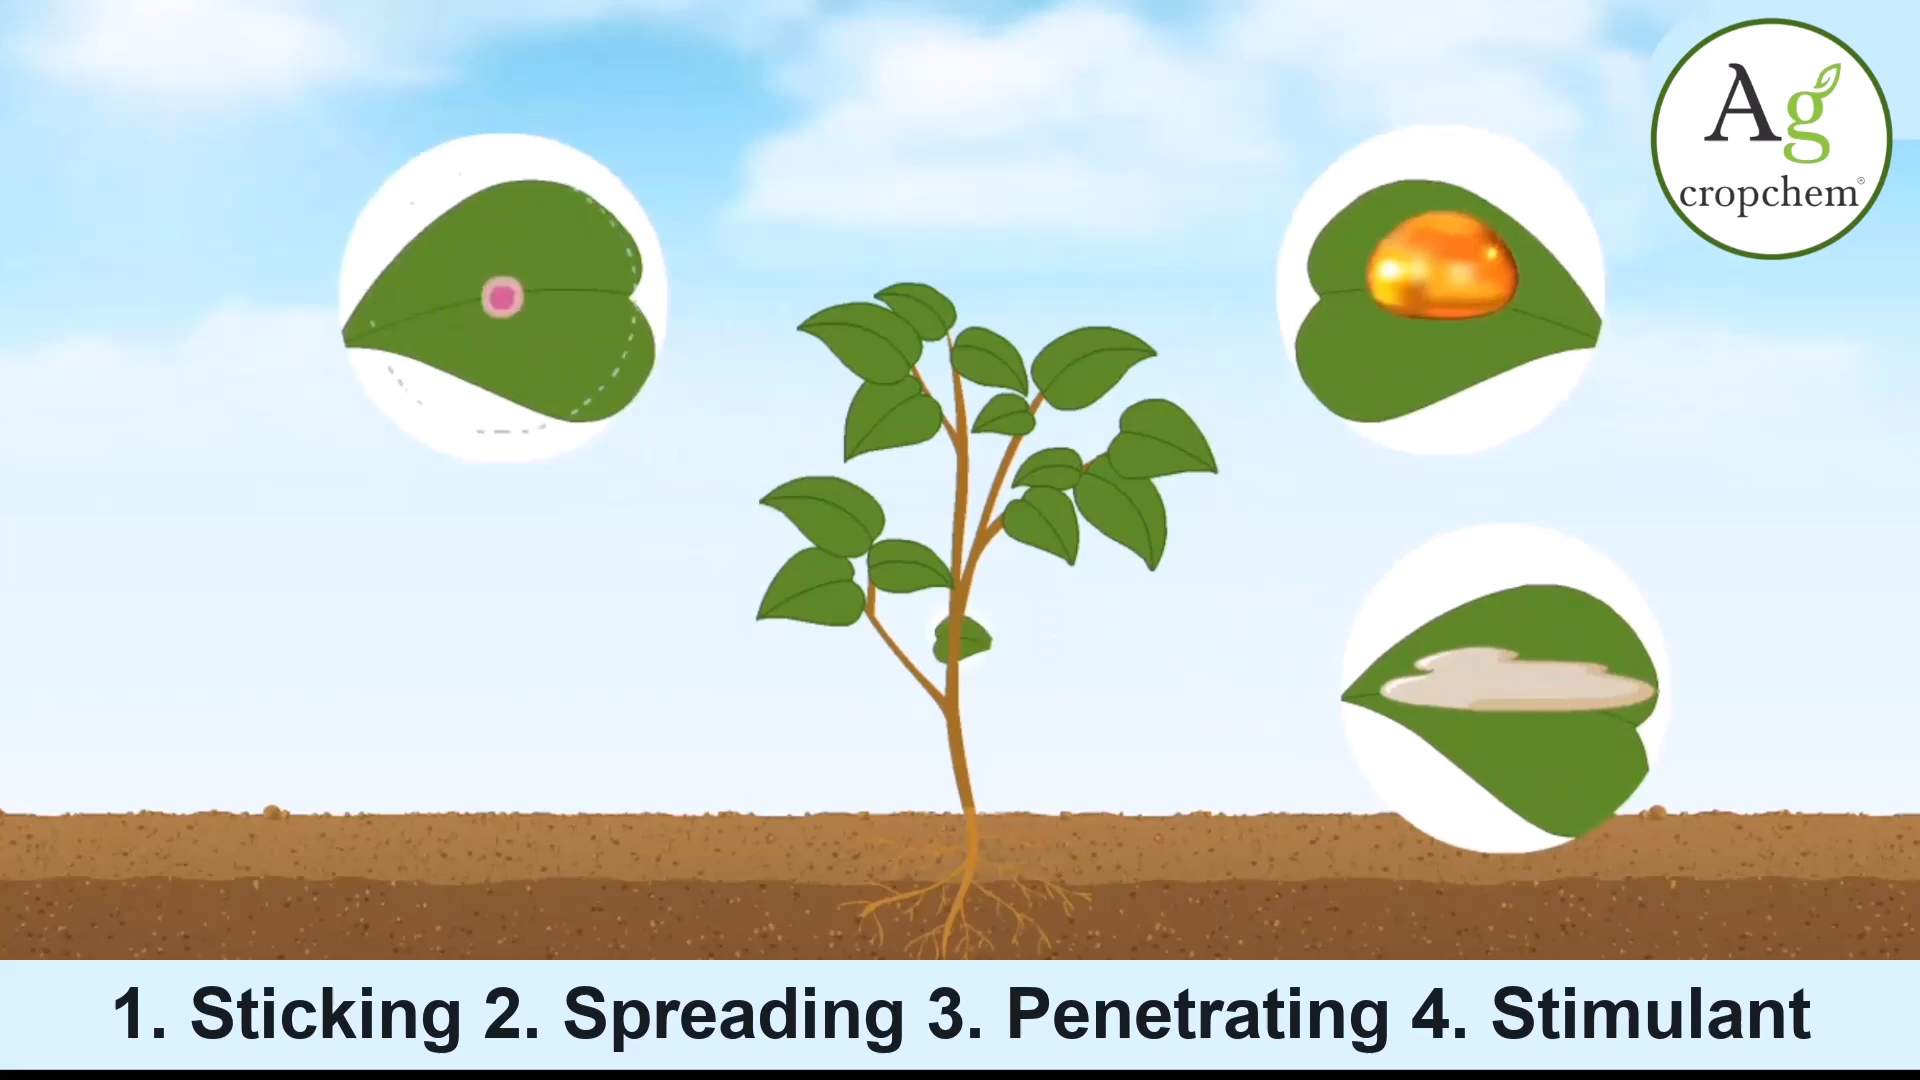 Ag
cropchem®
1. Sticking 2. Spreading 3. Penetrating 4. Stimulant